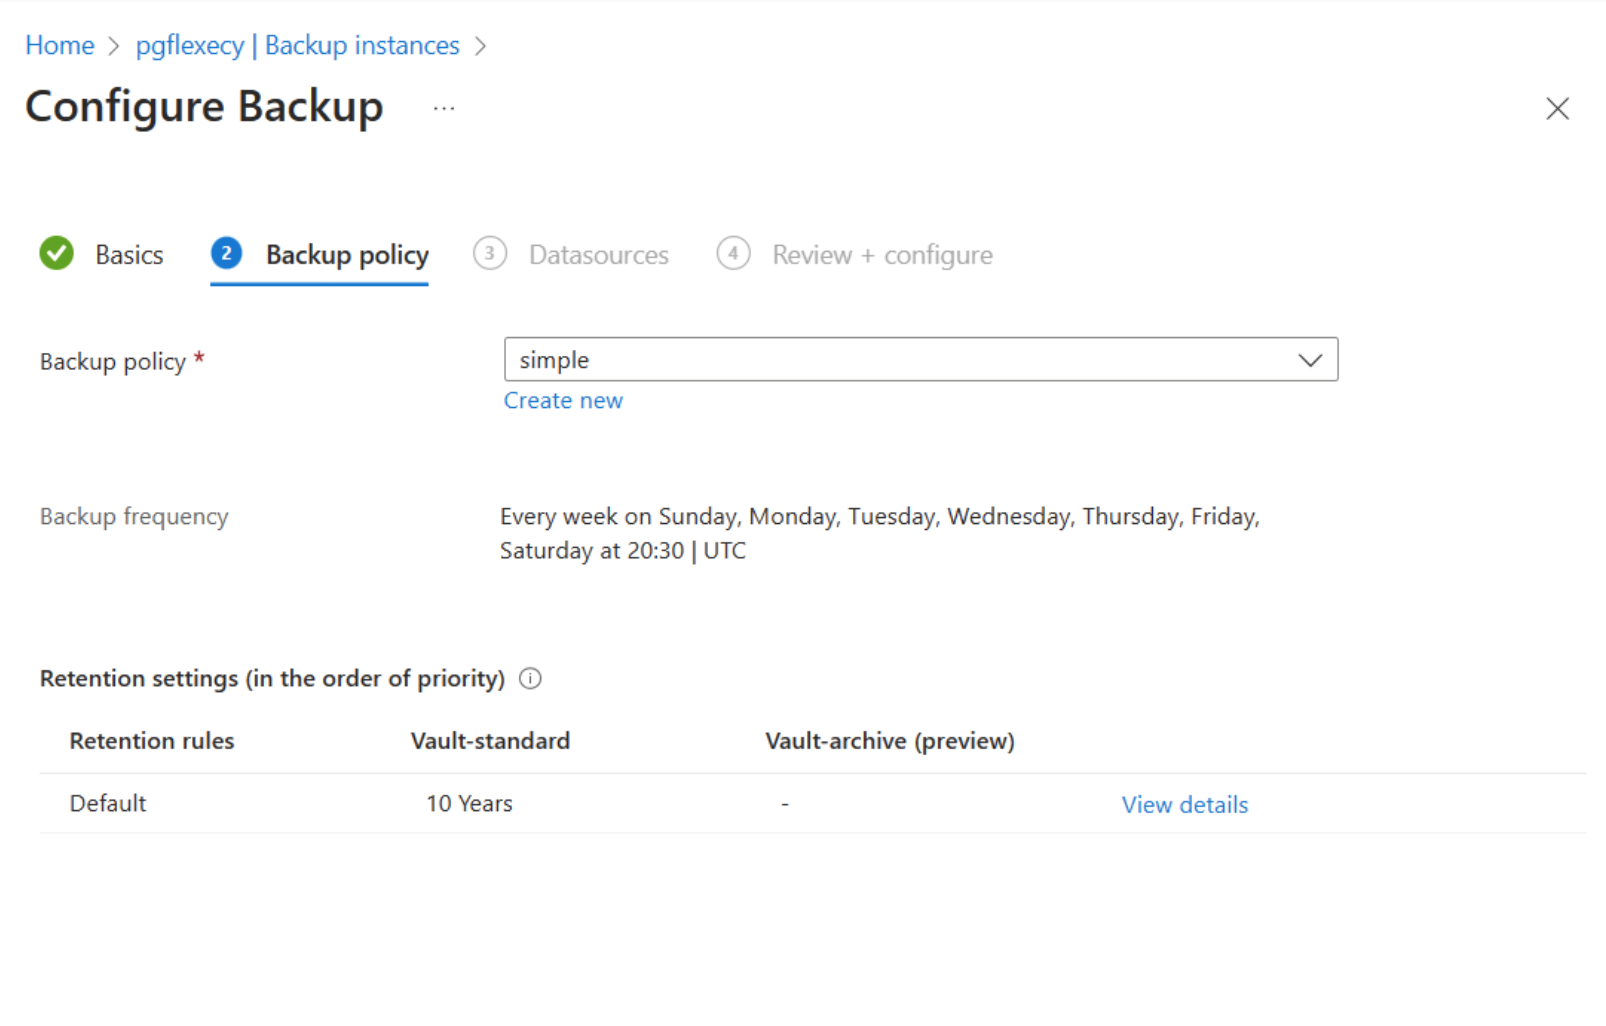 Home > pgflexecy | Backup instances >
Configure Backup ...
Basics 2 Backup policy 3 Datasources 4 Review + configure
Backup policy * simple
Create new
Backup frequency Every week on Sunday, Monday, Tuesday, Wednesday, Thursday, Friday,
Saturday at 20:30 | UTC
Retention settings (in the order of priority)
Retention rules Vault-standard Vault-archive (preview)
Default 10 Years - View details